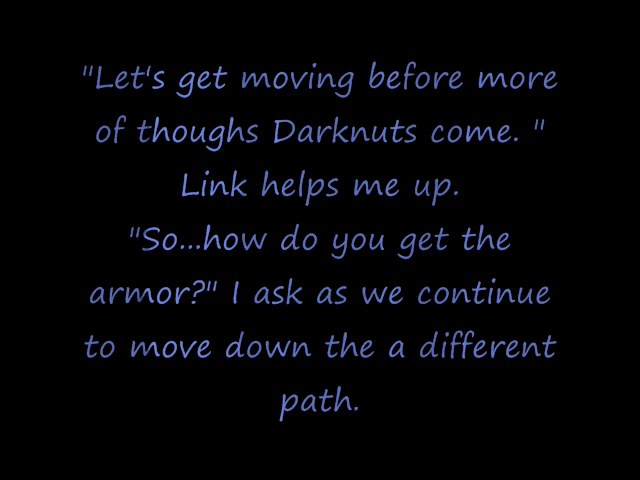 "Let's get moving before more
of thoughs Darknuts come. "
Link helps me up.
"So...how do you get the
armor?" I ask as we continue
to move down the a different
path.